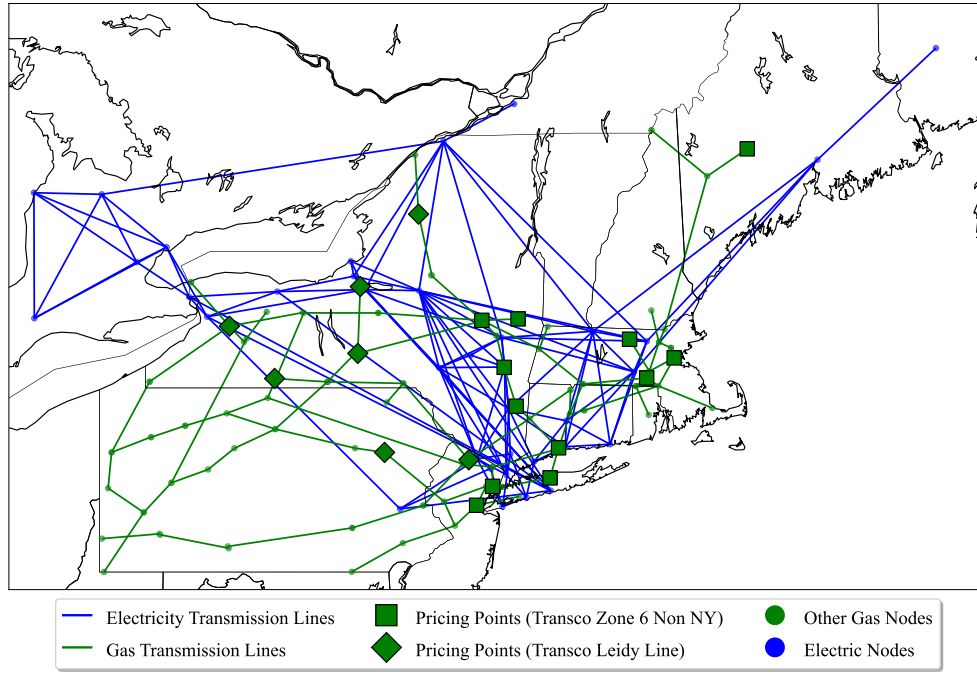 Electricity Transmission Lines
Gas Transmission Lines
Pricing Points (Transco Zone 6 Non NY)
Pricing Points (Transco Leidy Line)
Other Gas Nodes
Electric Nodes